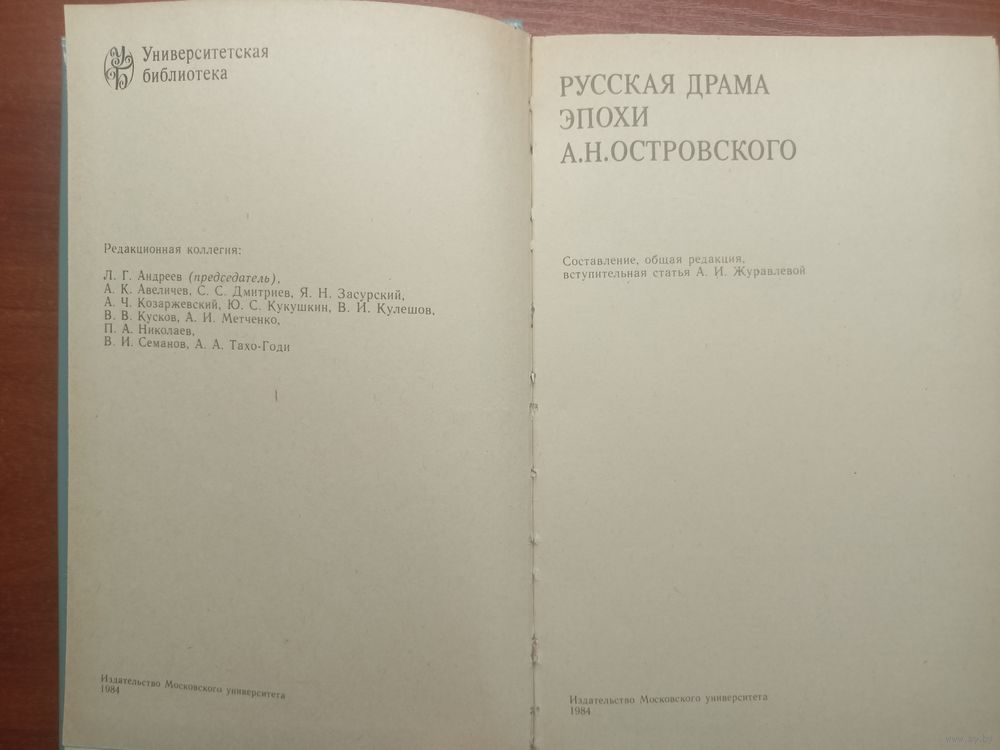 Университетская
библиотека
Редакционная коллегия:
Л. Г. Андреев (председатель),
А. К. Авеличев, С. С. Дмитриев, Я. Н. Засурский,
А. Ч. Козаржевский, Ю. С. Кукушкин, В. И. Кулешов,
В. В. Кусков, А. И. Метченко,
П. А. Николаев,
В. И. Семанов, А. А. Тахо-Годи
Издательство Московского университета
1984
РУССКАЯ ДРАМА
ЭПОХИ
А.Н.ОСТРОВСКОГО
Составление, общая редакция,
вступительная статья А. И. Журавлевой
Издательство Московского университета
1984